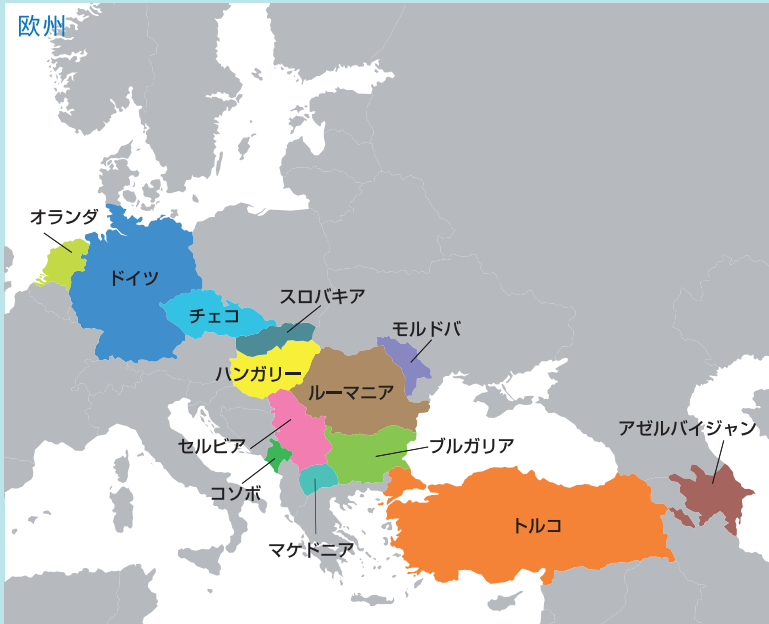 欧州
オランダ
ドイツ
スロバキア
チェコ
モルドバ
ハンガリー
ルーマニア
アゼルバイジャン
セルビア
ブルガリア
コソボ
トルコ
マケドニア